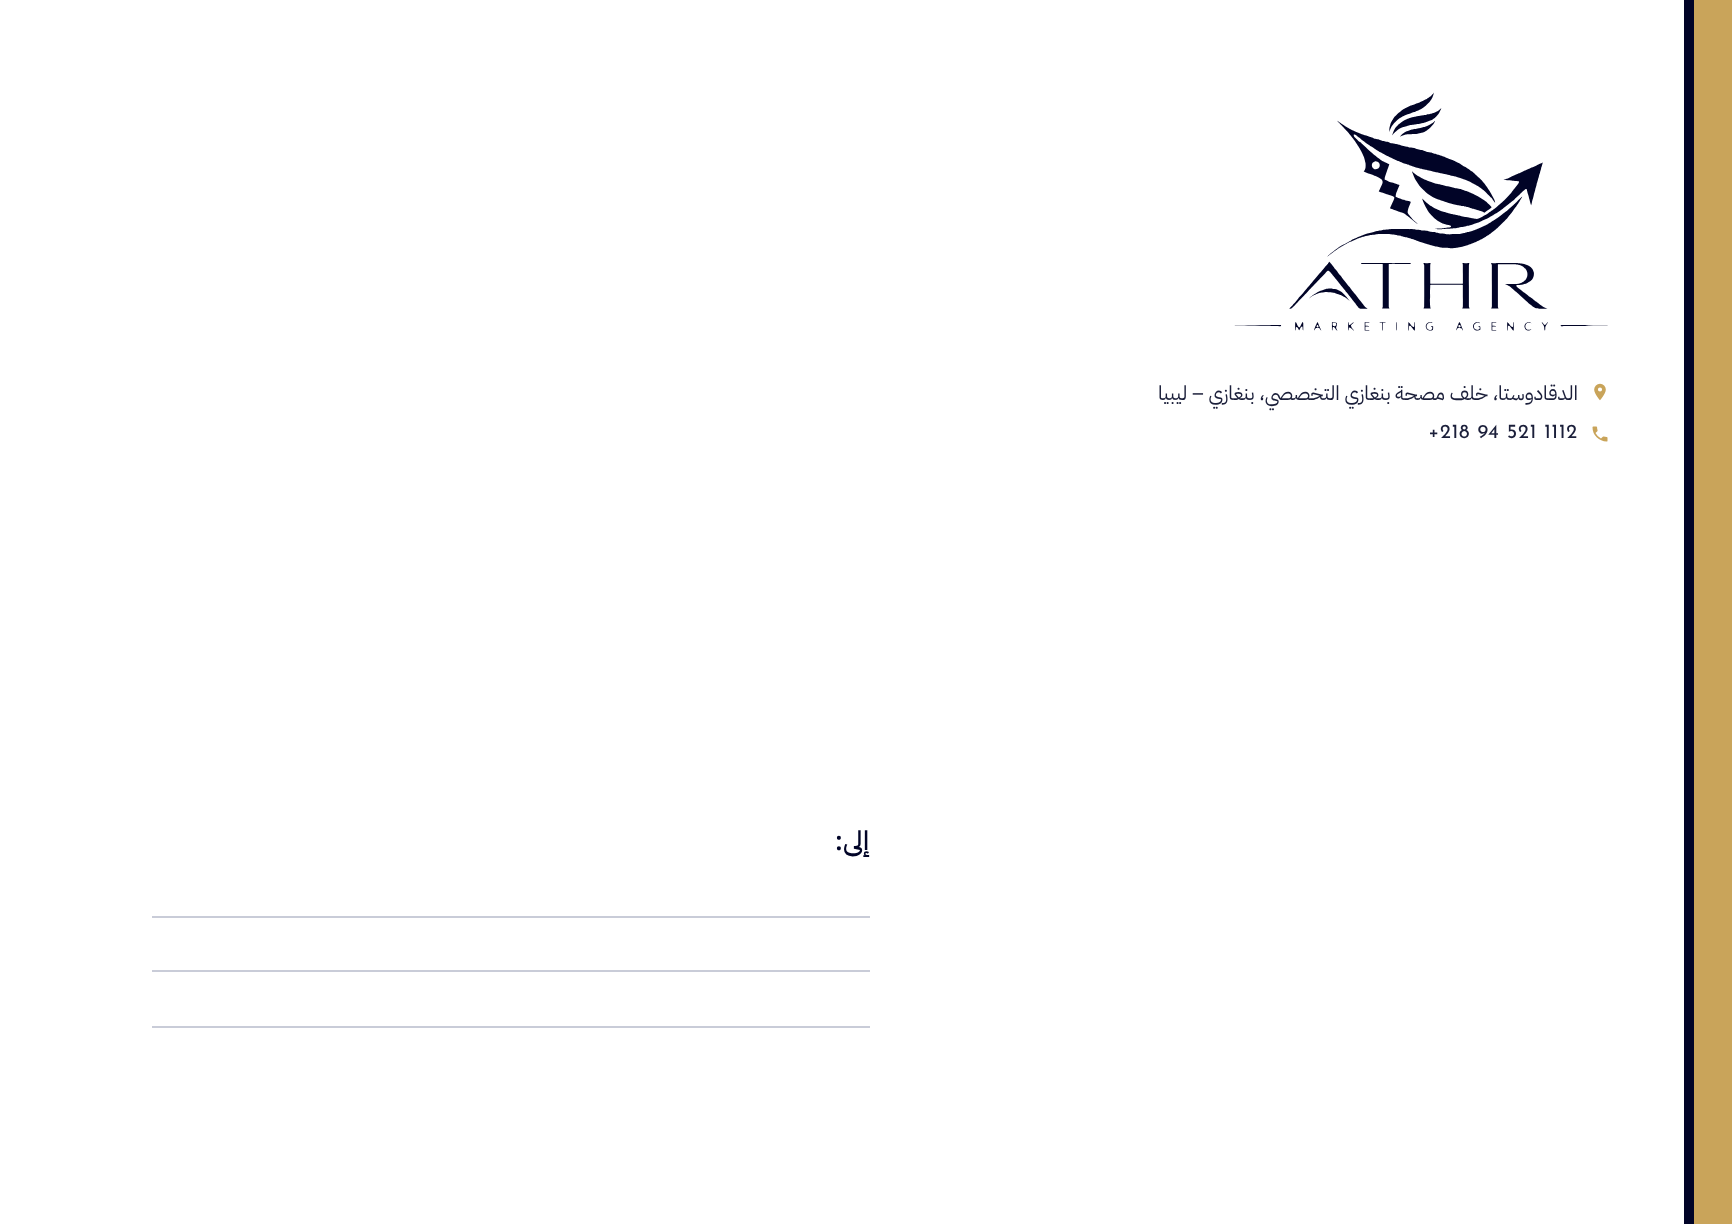 ATHR
MARKETING AGENCY
الدقادوستا، خلف مصحة بنغازي التخصصي، بنغازي – ليبيا
+218 94 521 1112
إلى: